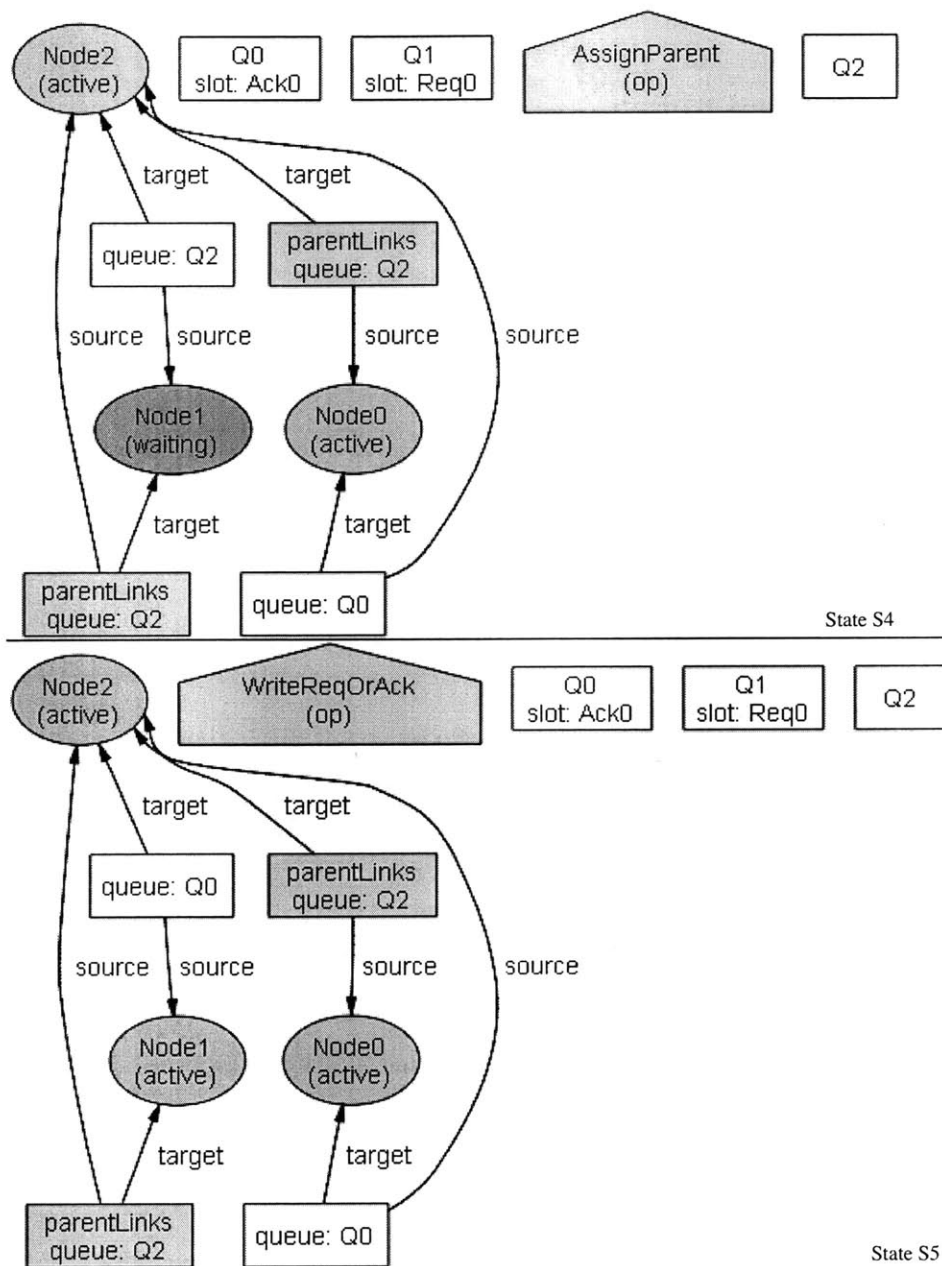 Node2
(active)
Q0
slot: Ack0
Q1
slot: Req0
AssignParent
(op)
Q2
target
target
queue: Q2
parentLinks
queue: Q2
source
source
source
source
Node1
(waiting)
Node0
(active)
target
target
parentLinks
queue: Q2
queue: Q0
State S4
Node2
(active)
WriteReqOrAck
(op)
Q0
slot: Ack0
Q1
slot: Req0
Q2
target
target
queue: Q0
parentLinks
queue: Q2
source
source
source
source
Node1
(active)
Node0
(active)
target
target
parentLinks
queue: Q2
queue: Q0
State S5